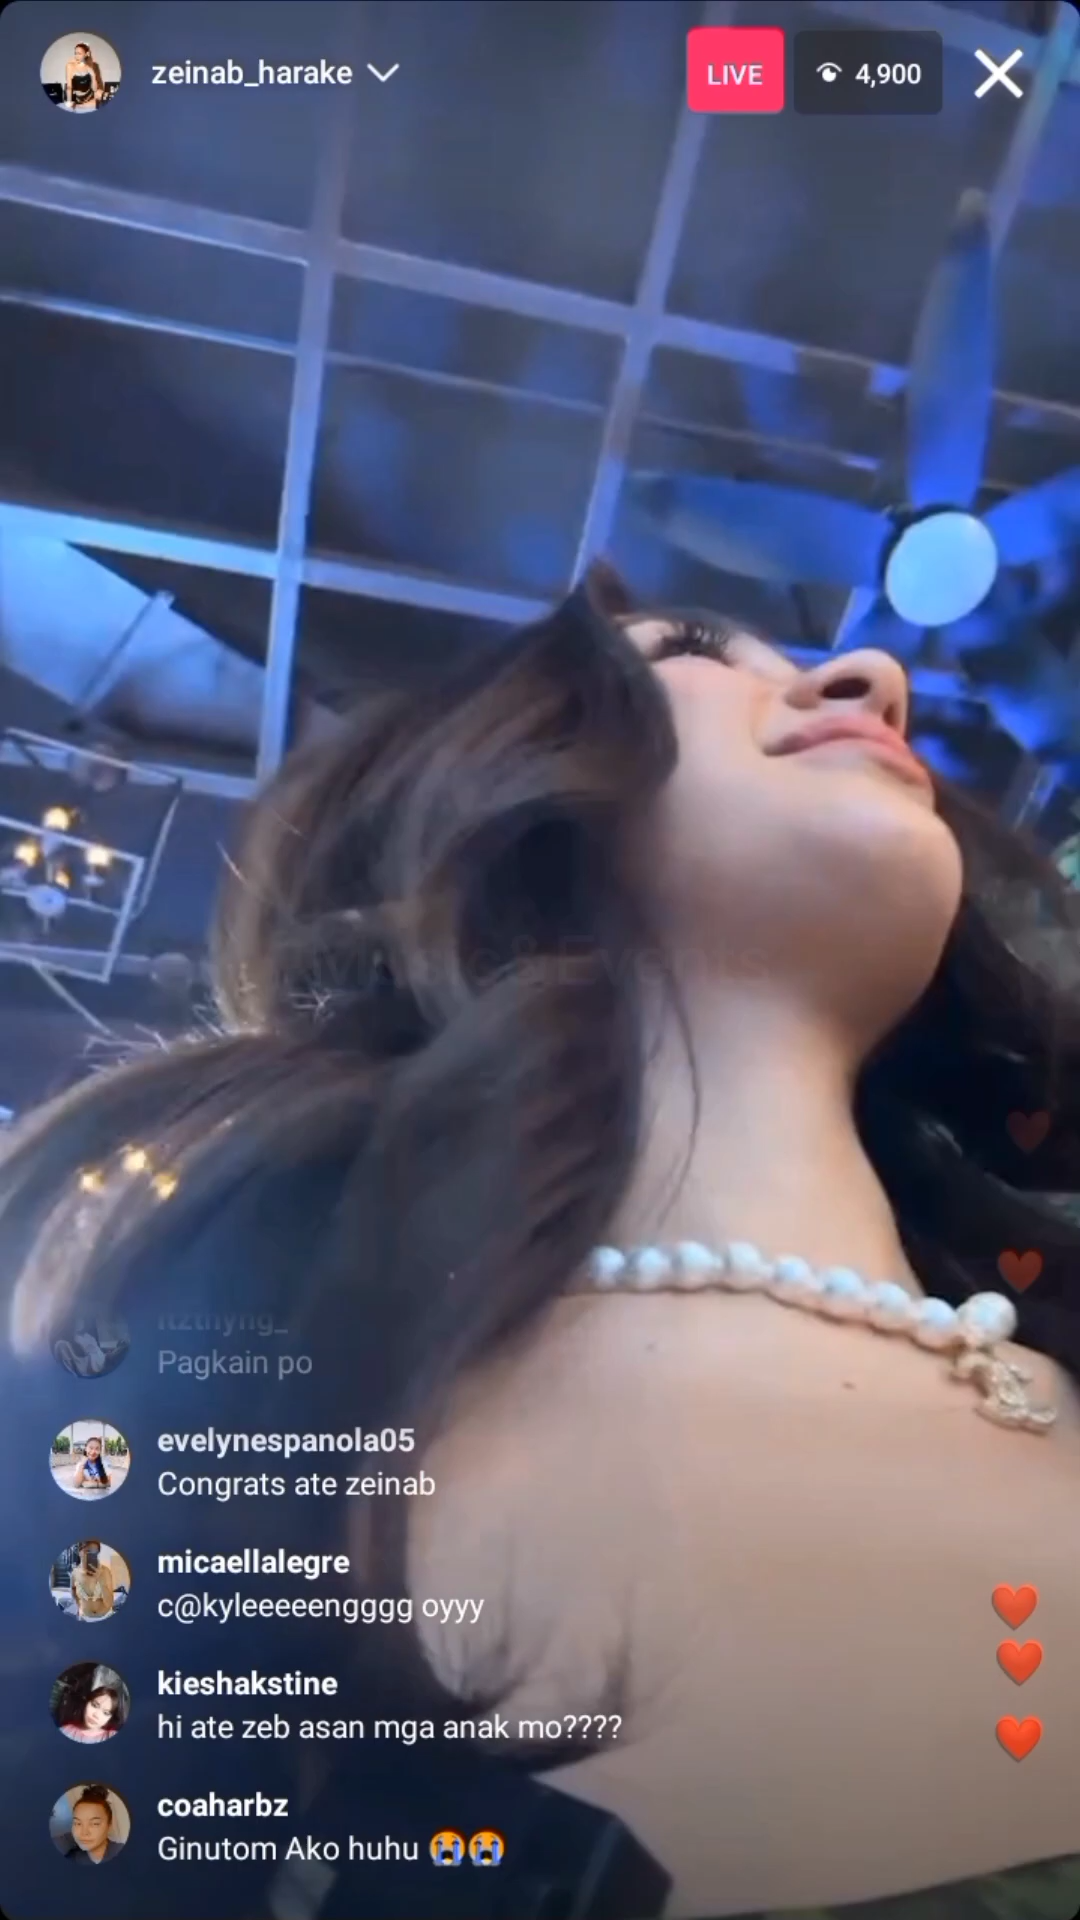 zeinab_harake
LIVE
4,900
Pagkain po
evelynespanola05
Congrats ate zeinab
micaellalegre
c@kyleeeeengggg oyyy
kieshakstine
hi ate zeb asan mga anak mo????
coaharbz
Ginutom Ako huhu 😭😭